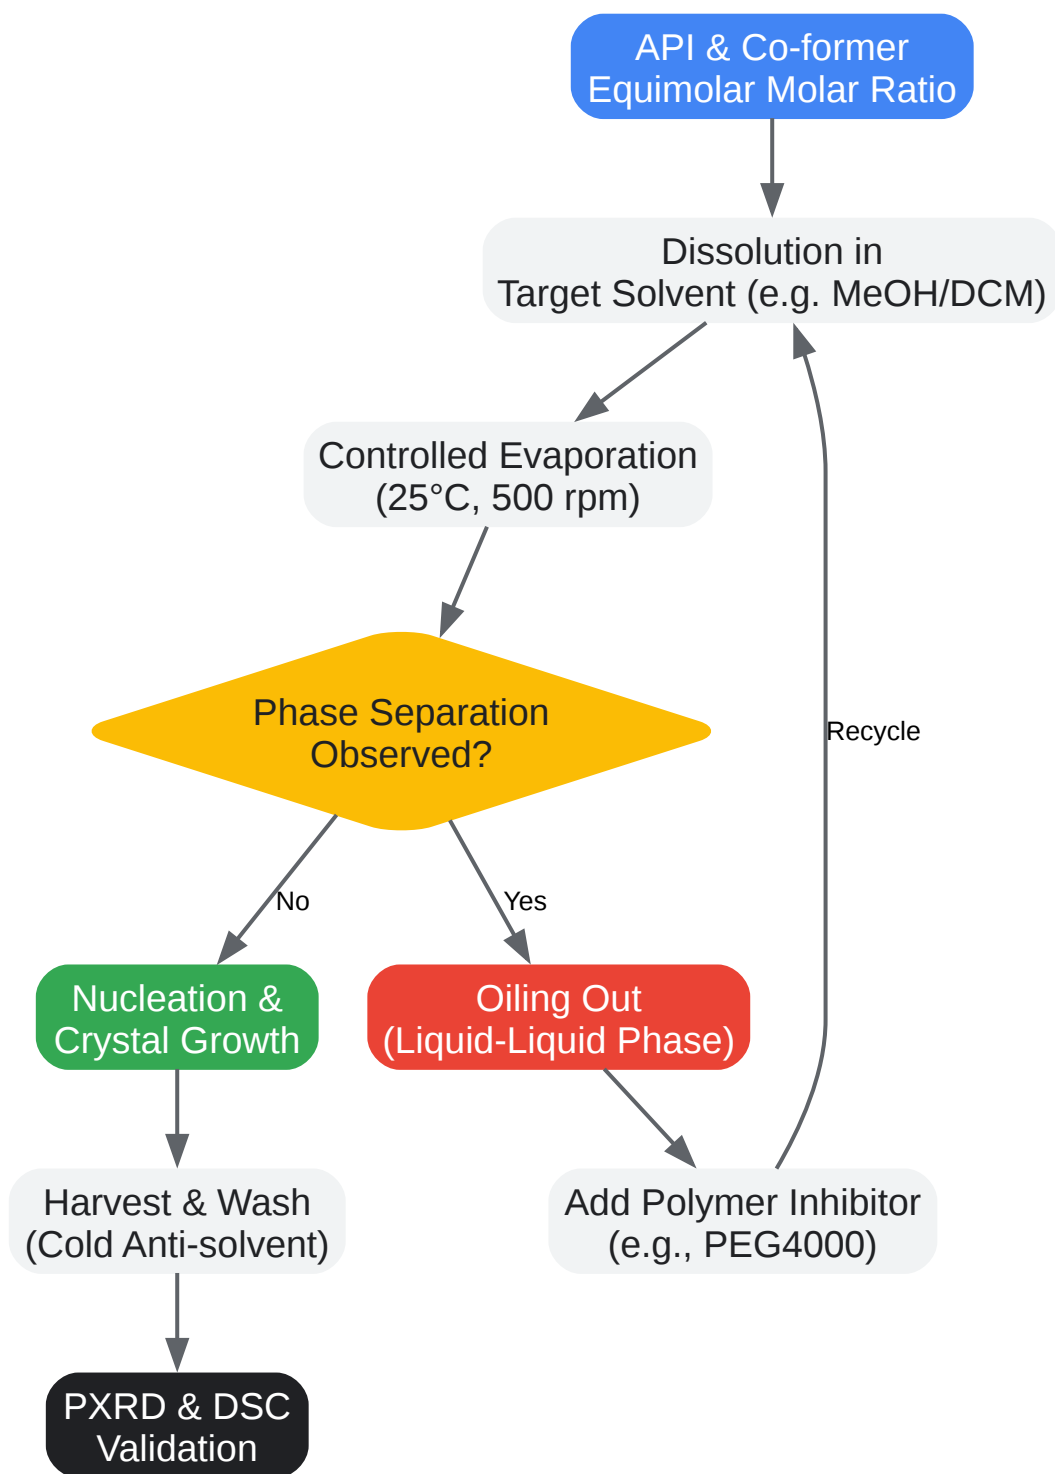 API & Co-former
Equimolar Molar Ratio
Dissolution in
Target Solvent (e.g. MeOH/DCM)
Controlled Evaporation
(25°C, 500 rpm)
Phase Separation
Observed?
Recycle
No
Yes
Nucleation &
Crystal Growth
Oiling Out
(Liquid-Liquid Phase)
Harvest & Wash
(Cold Anti-solvent)
Add Polymer Inhibitor
(e.g., PEG4000)
PXRD & DSC
Validation